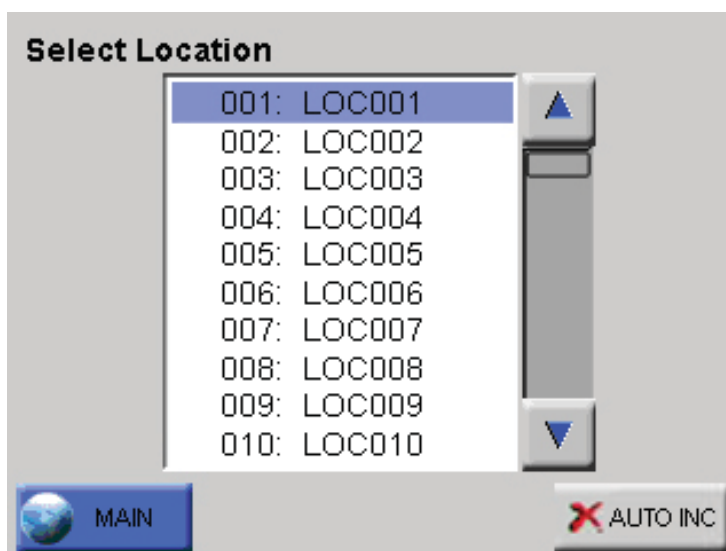 Select Location
001: LOC001
002: LOC002
003: LOC003
004: LOC004
005: LOC005
006: LOC006
007: LOC007
008: LOC008
009: LOC009
010: LOC010
MAIN
AUTO INC